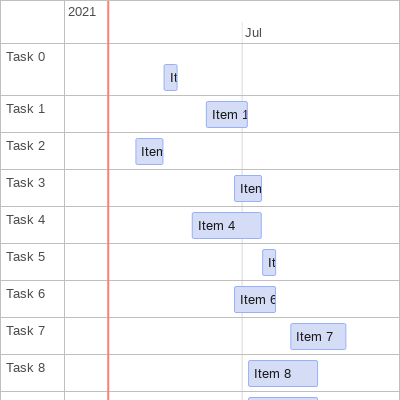 2021
Jul
Task 0
It
Task 1
Item 1
Task 2
Item
Task 3
Item
Task 4
Item 4
Task 5
It
Task 6
Item 6
Task 7
Item 7
Task 8
Item 8